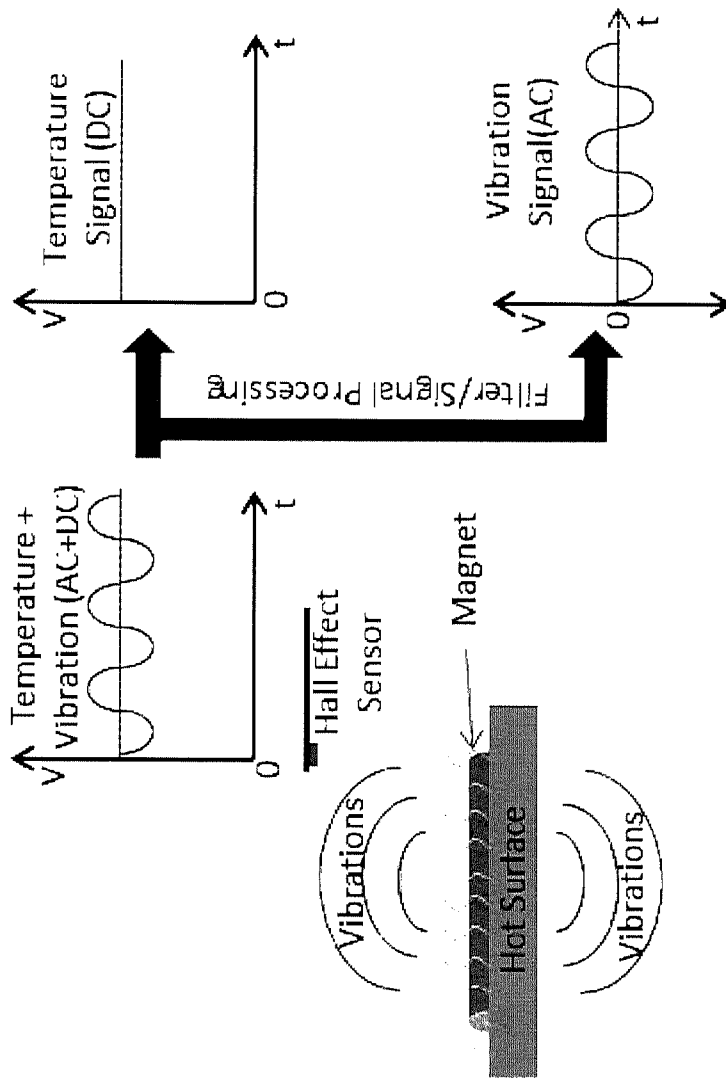 Temperature +
Vibration (AC+DC)
V
0
t
Hall Effect
Sensor
Vibrations
Magnet
Hot Surface
Vibrations
Filter/Signal Processing
Temperature
Signal (DC)
V
0
t
Vibration
Signal(AC)
V
0
t